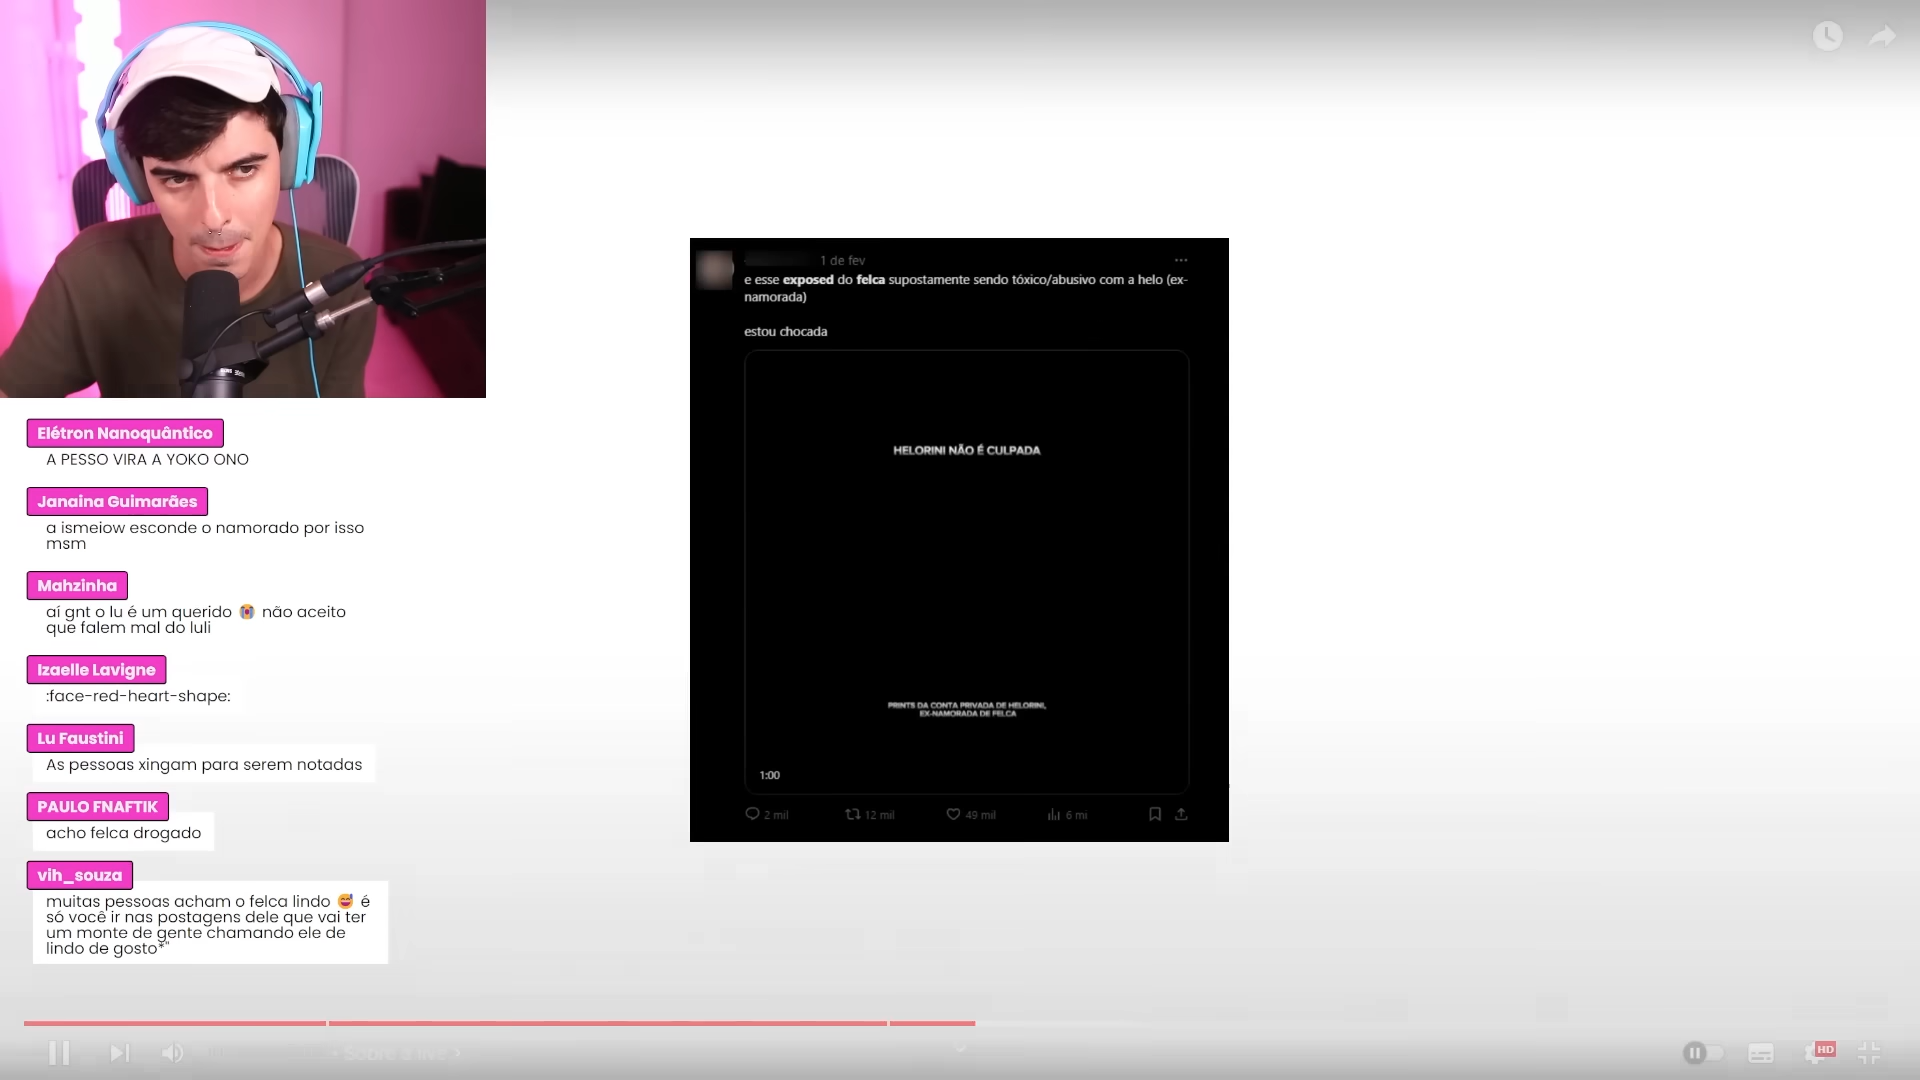 Elétron Nanoquântico
A PESSO VIRA A YOKO ONO
Janaina Guimarães
a ismeiow esconde o namorado por isso
msm
Mahzinha
aí gnt o lu é um querido 😭 não aceito
que falem mal do luli
Izaelle Lavigne
:face-red-heart-shape:
Lu Faustini
As pessoas xingam para serem notadas
PAULO FNAFTIK
acho felca drogado
vih_souza
muitas pessoas acham o felca lindo 😅 é
só você ir nas postagens dele que vai ter
um monte de gente chamando ele de
lindo de gosto*"
1 de fev
e esse exposed do felca supostamente sendo tóxico/abusivo com a helo (ex-
namorada)
estou chocada
HELORINI NÃO É CULPADA
PRINTS DA CONTA PRIVADA DE HELORINI,
EX-NAMORADA DE FELCA
1:00
2 mil 12 mil 49 mil 6 mi
• Sobre a live >
HD